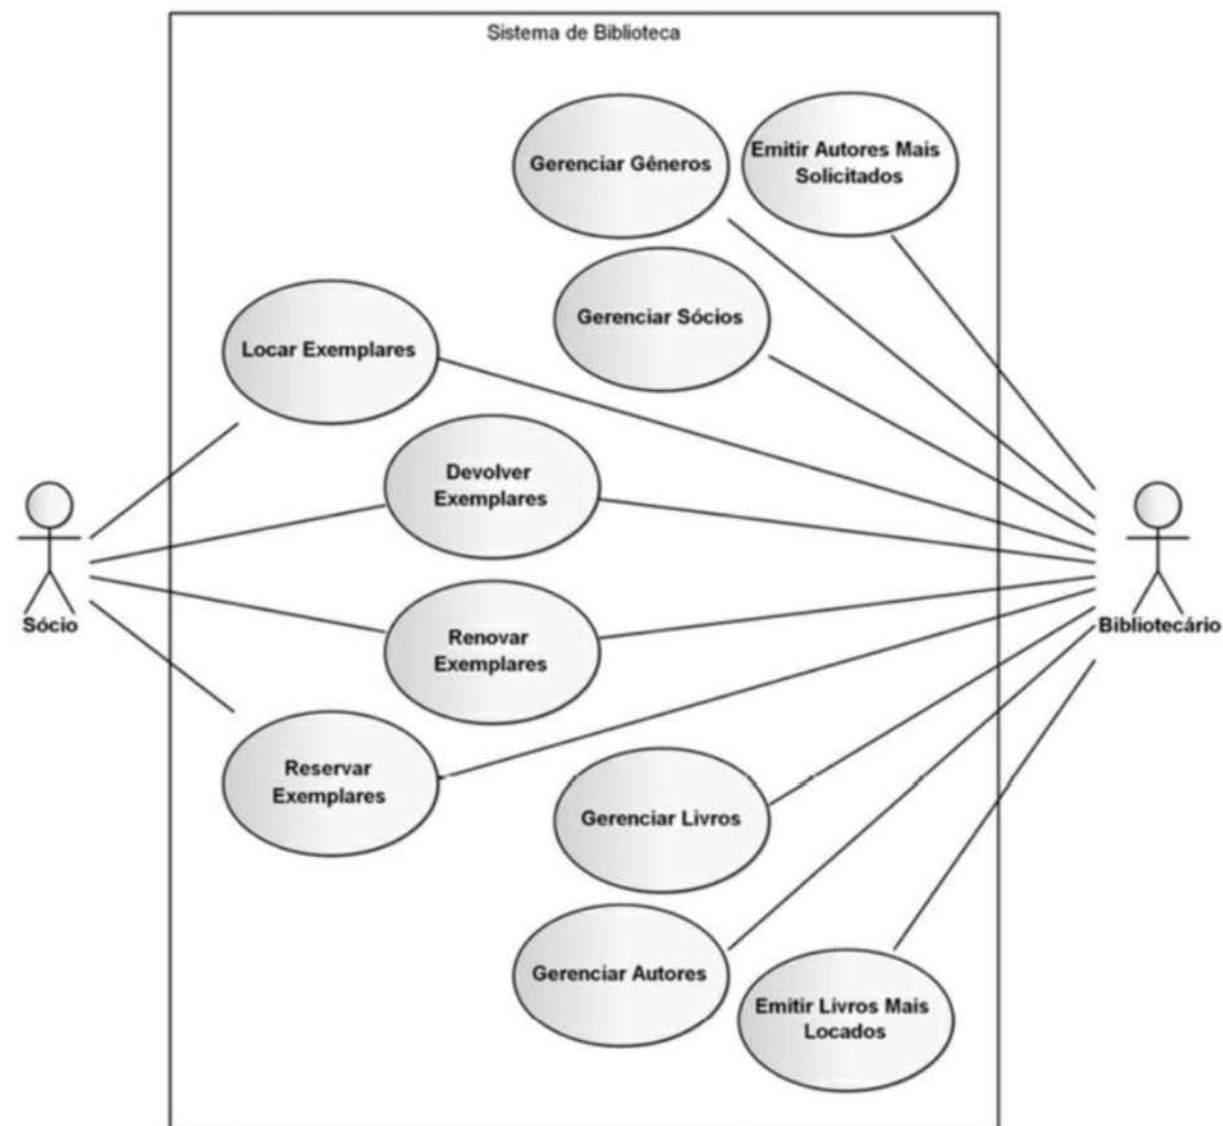 Sistema de Biblioteca
Gerenciar Gêneros
Emitir Autores Mais
Solicitados
Gerenciar Sócios
Locar Exemplares
Devolver
Exemplares
Sócio
Bibliotecário
Renovar
Exemplares
Reservar
Exemplares
Gerenciar Livros
Gerenciar Autores
Emitir Livros Mais
Locados